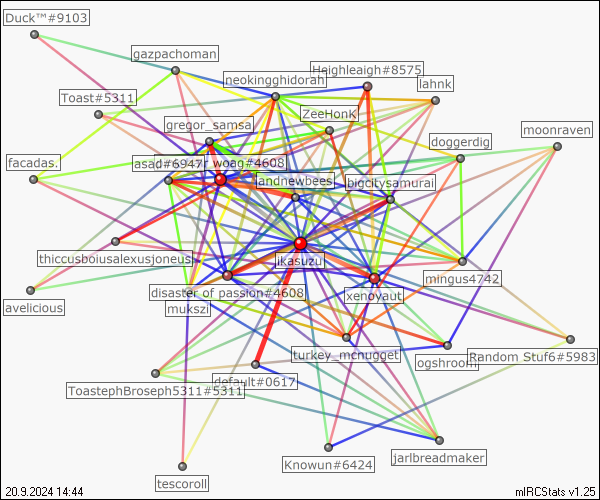 Duck™#9103
gazpachoman
Heighleaigh#8575
neokingghidorah
lahnk
Toast#5311
ZeeHonK
gregor_samsa
moonraven
doggerdig
facadas.
asad#6947
woag#4608
landnewbees
bigcitysamurai
thiccusboiusalexusjoneus
ikasuzu
mingus4742
disaster of passion#4608
xenoyaut
avelicious
mukszi
turkey_mcnugget
ogshroom
Random Stuf6#5983
default#0617
ToastephBroseph5311#5311
Knowun#6424
jarlbreadmaker
tescoroll
20.9.2024 14:44
mIRCStats v1.25